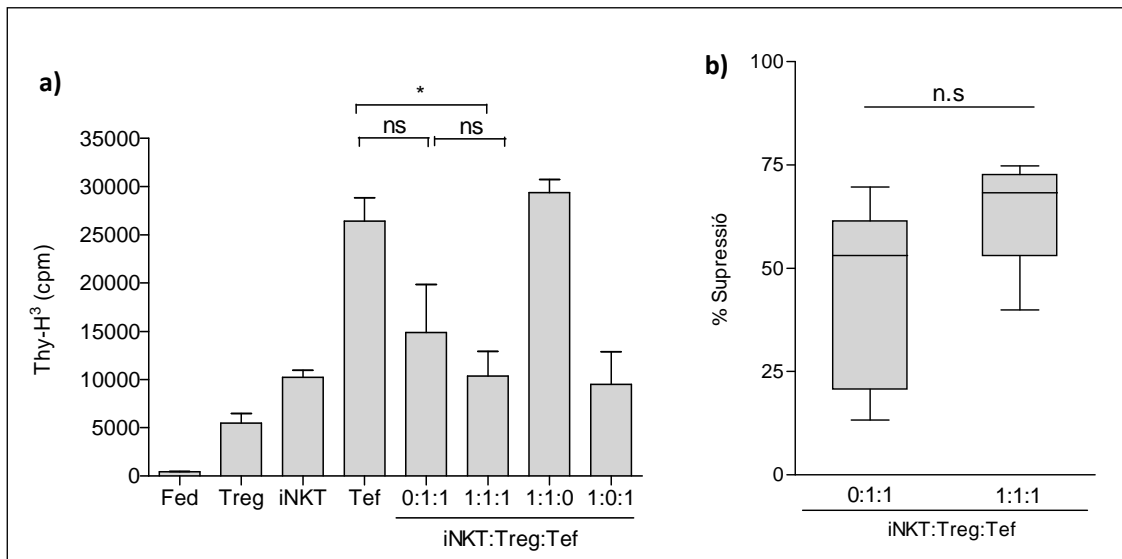 a)
*
ns
ns
35000
30000
25000
20000
15000
10000
5000
0
Thy-H³ (cpm)
Fed Treg iNKT Tef 0:1:1 1:1:1 1:1:0 1:0:1
iNKT:Treg:Tef
b)
n.s
100
75
50
25
0
% Supressió
0:1:1 1:1:1
iNKT:Treg:Tef